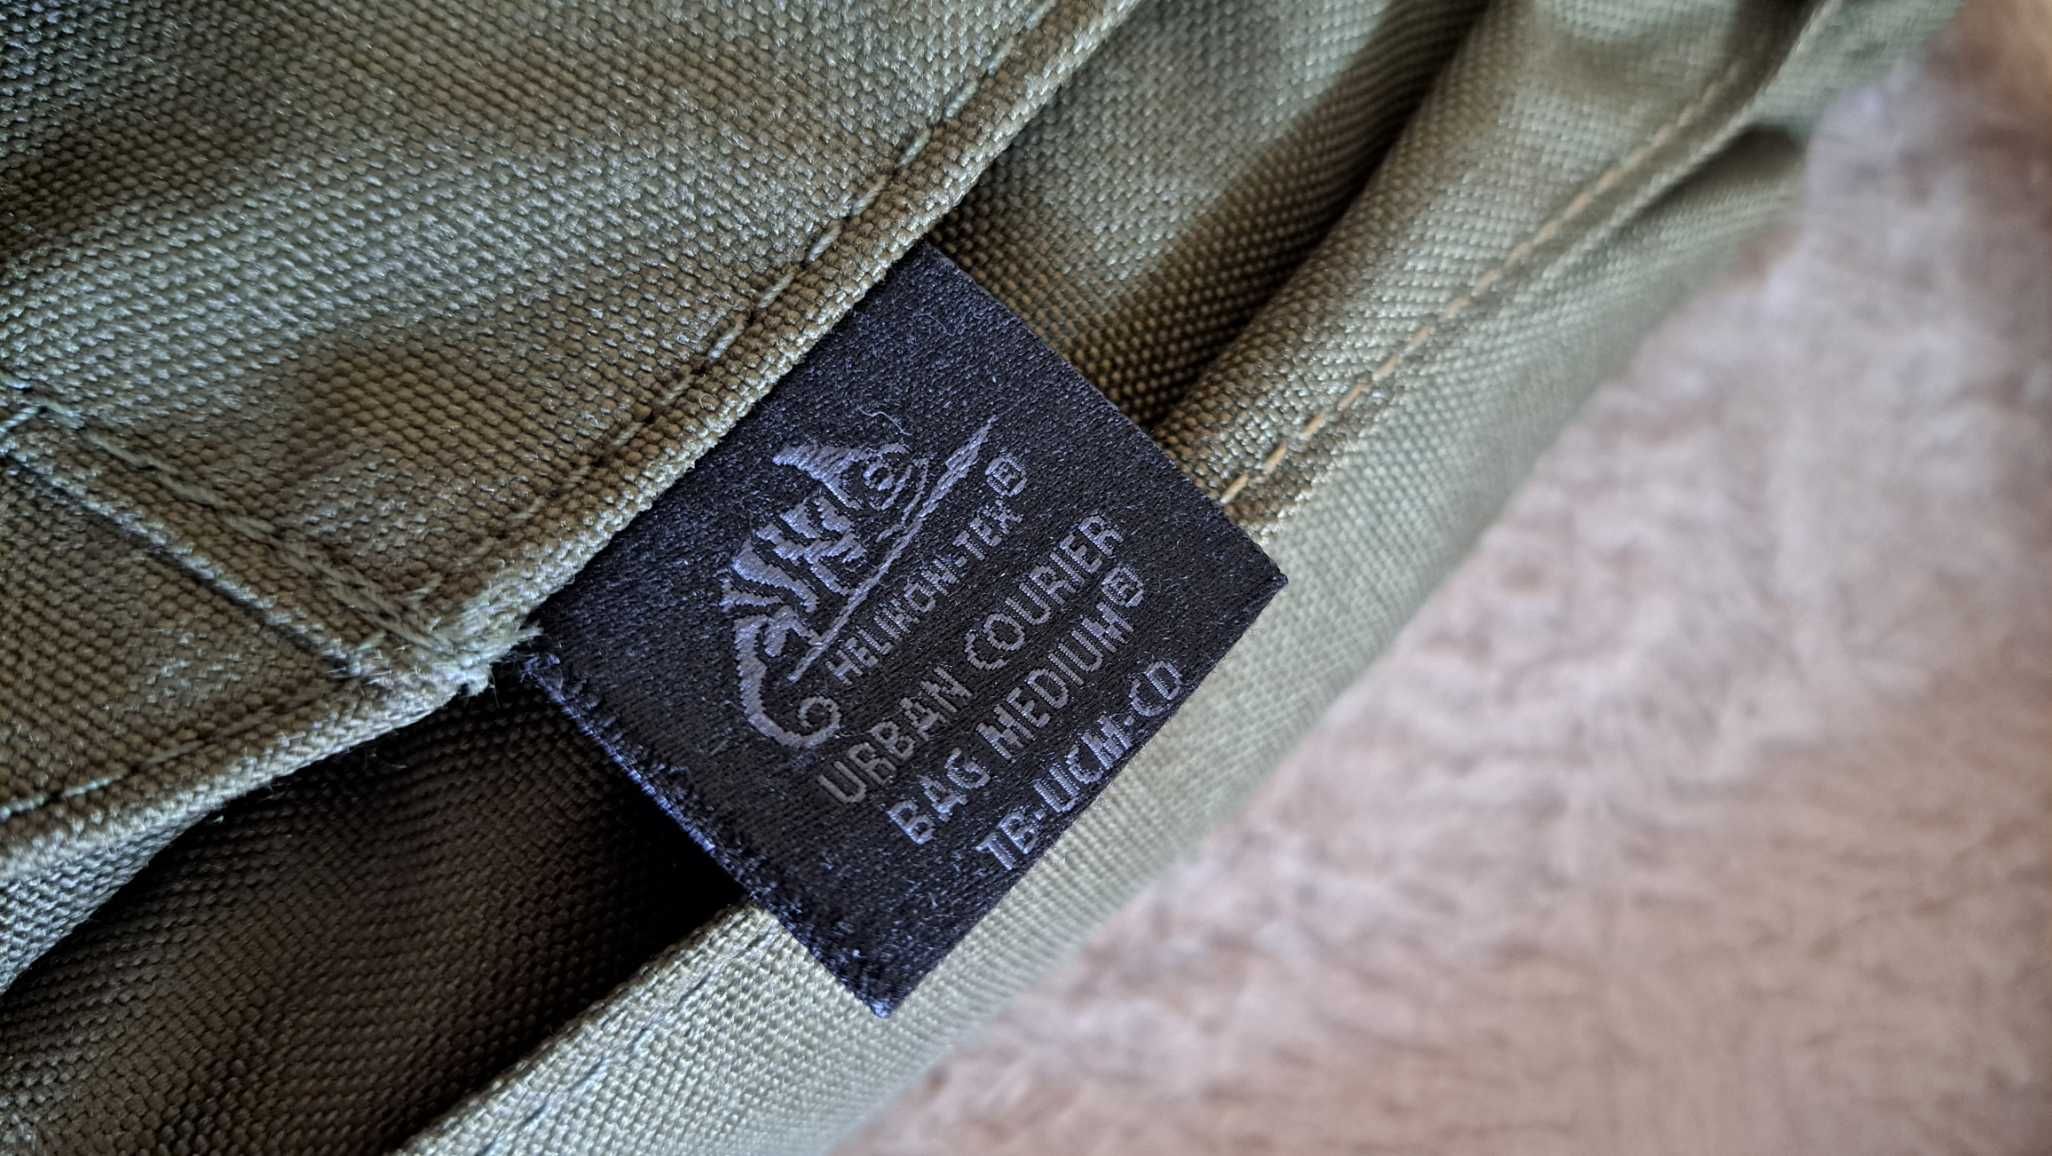 HELIKON-TEX®
URBAN COURIER
BAG MEDIUM®
TB-UCM-CD